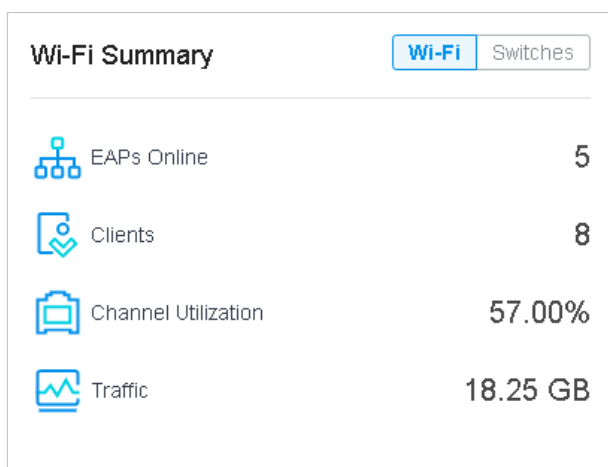 Wi-Fi Summary Wi-Fi Switches
EAPs Online 5
Clients 8
Channel Utilization 57.00%
Traffic 18.25 GB